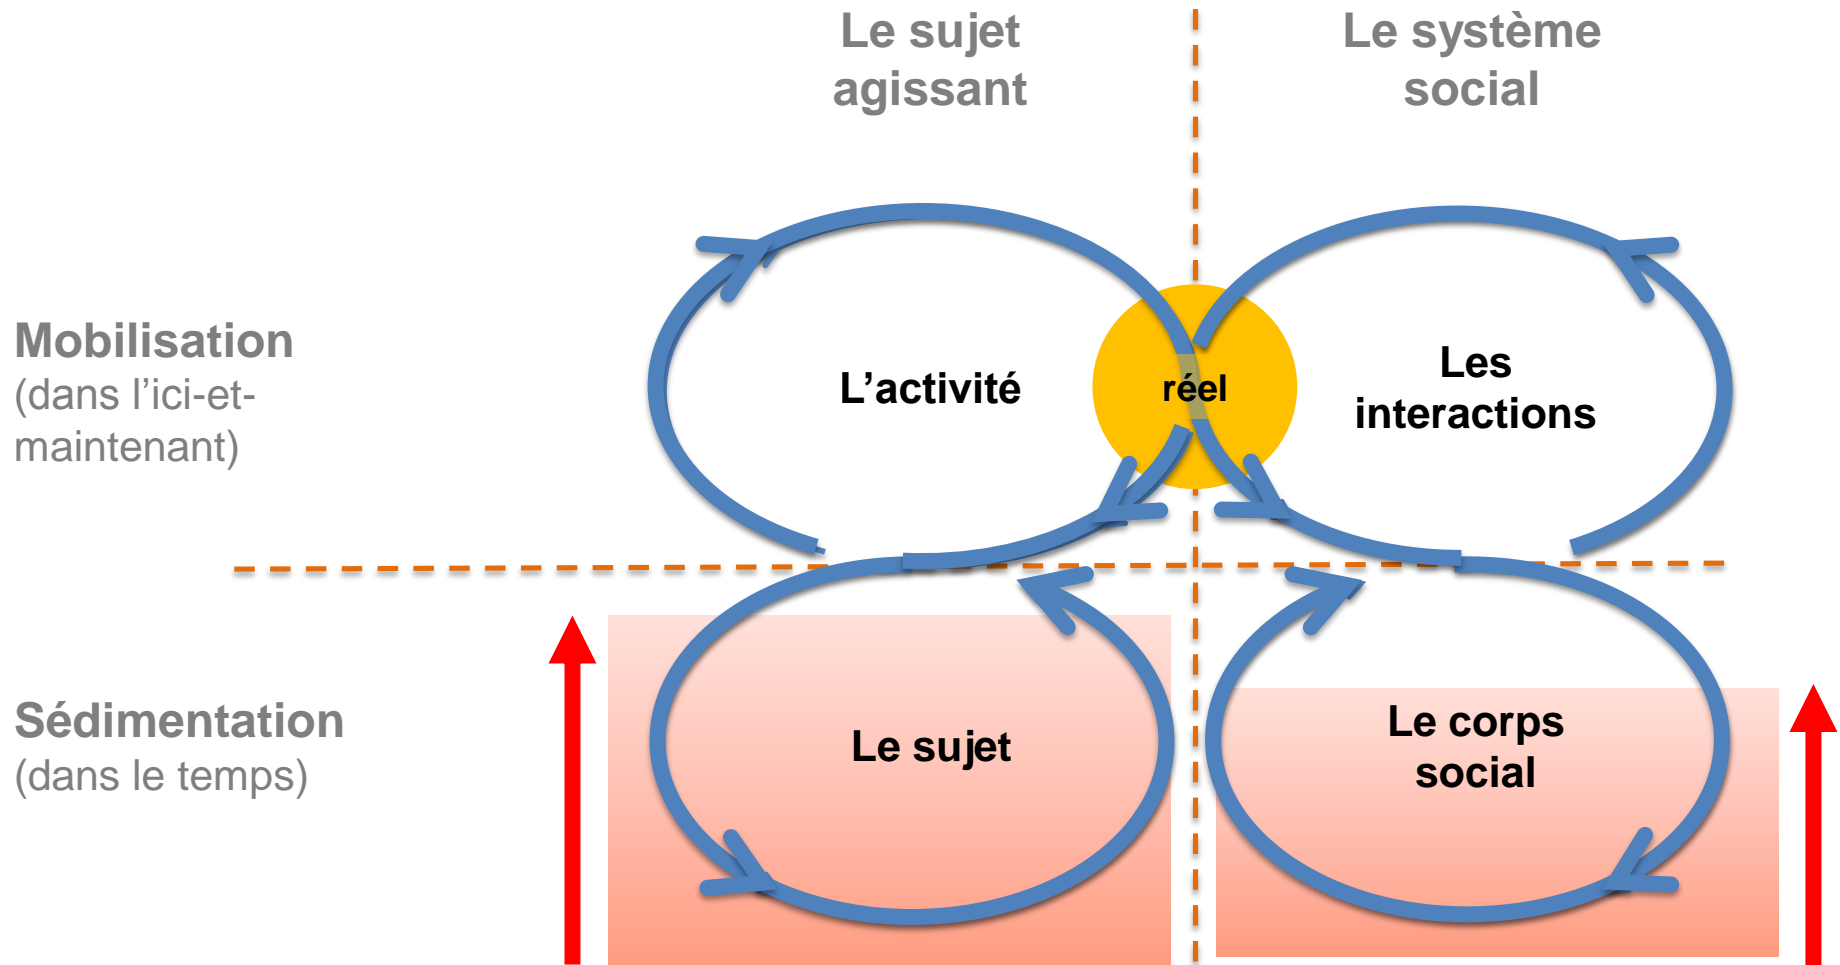 Le sujet
agissant
Le système
social
Mobilisation
(dans l’ici-et-
maintenant)
L’activité
réel
Les
interactions
Sédimentation
(dans le temps)
Le sujet
Le corps
social